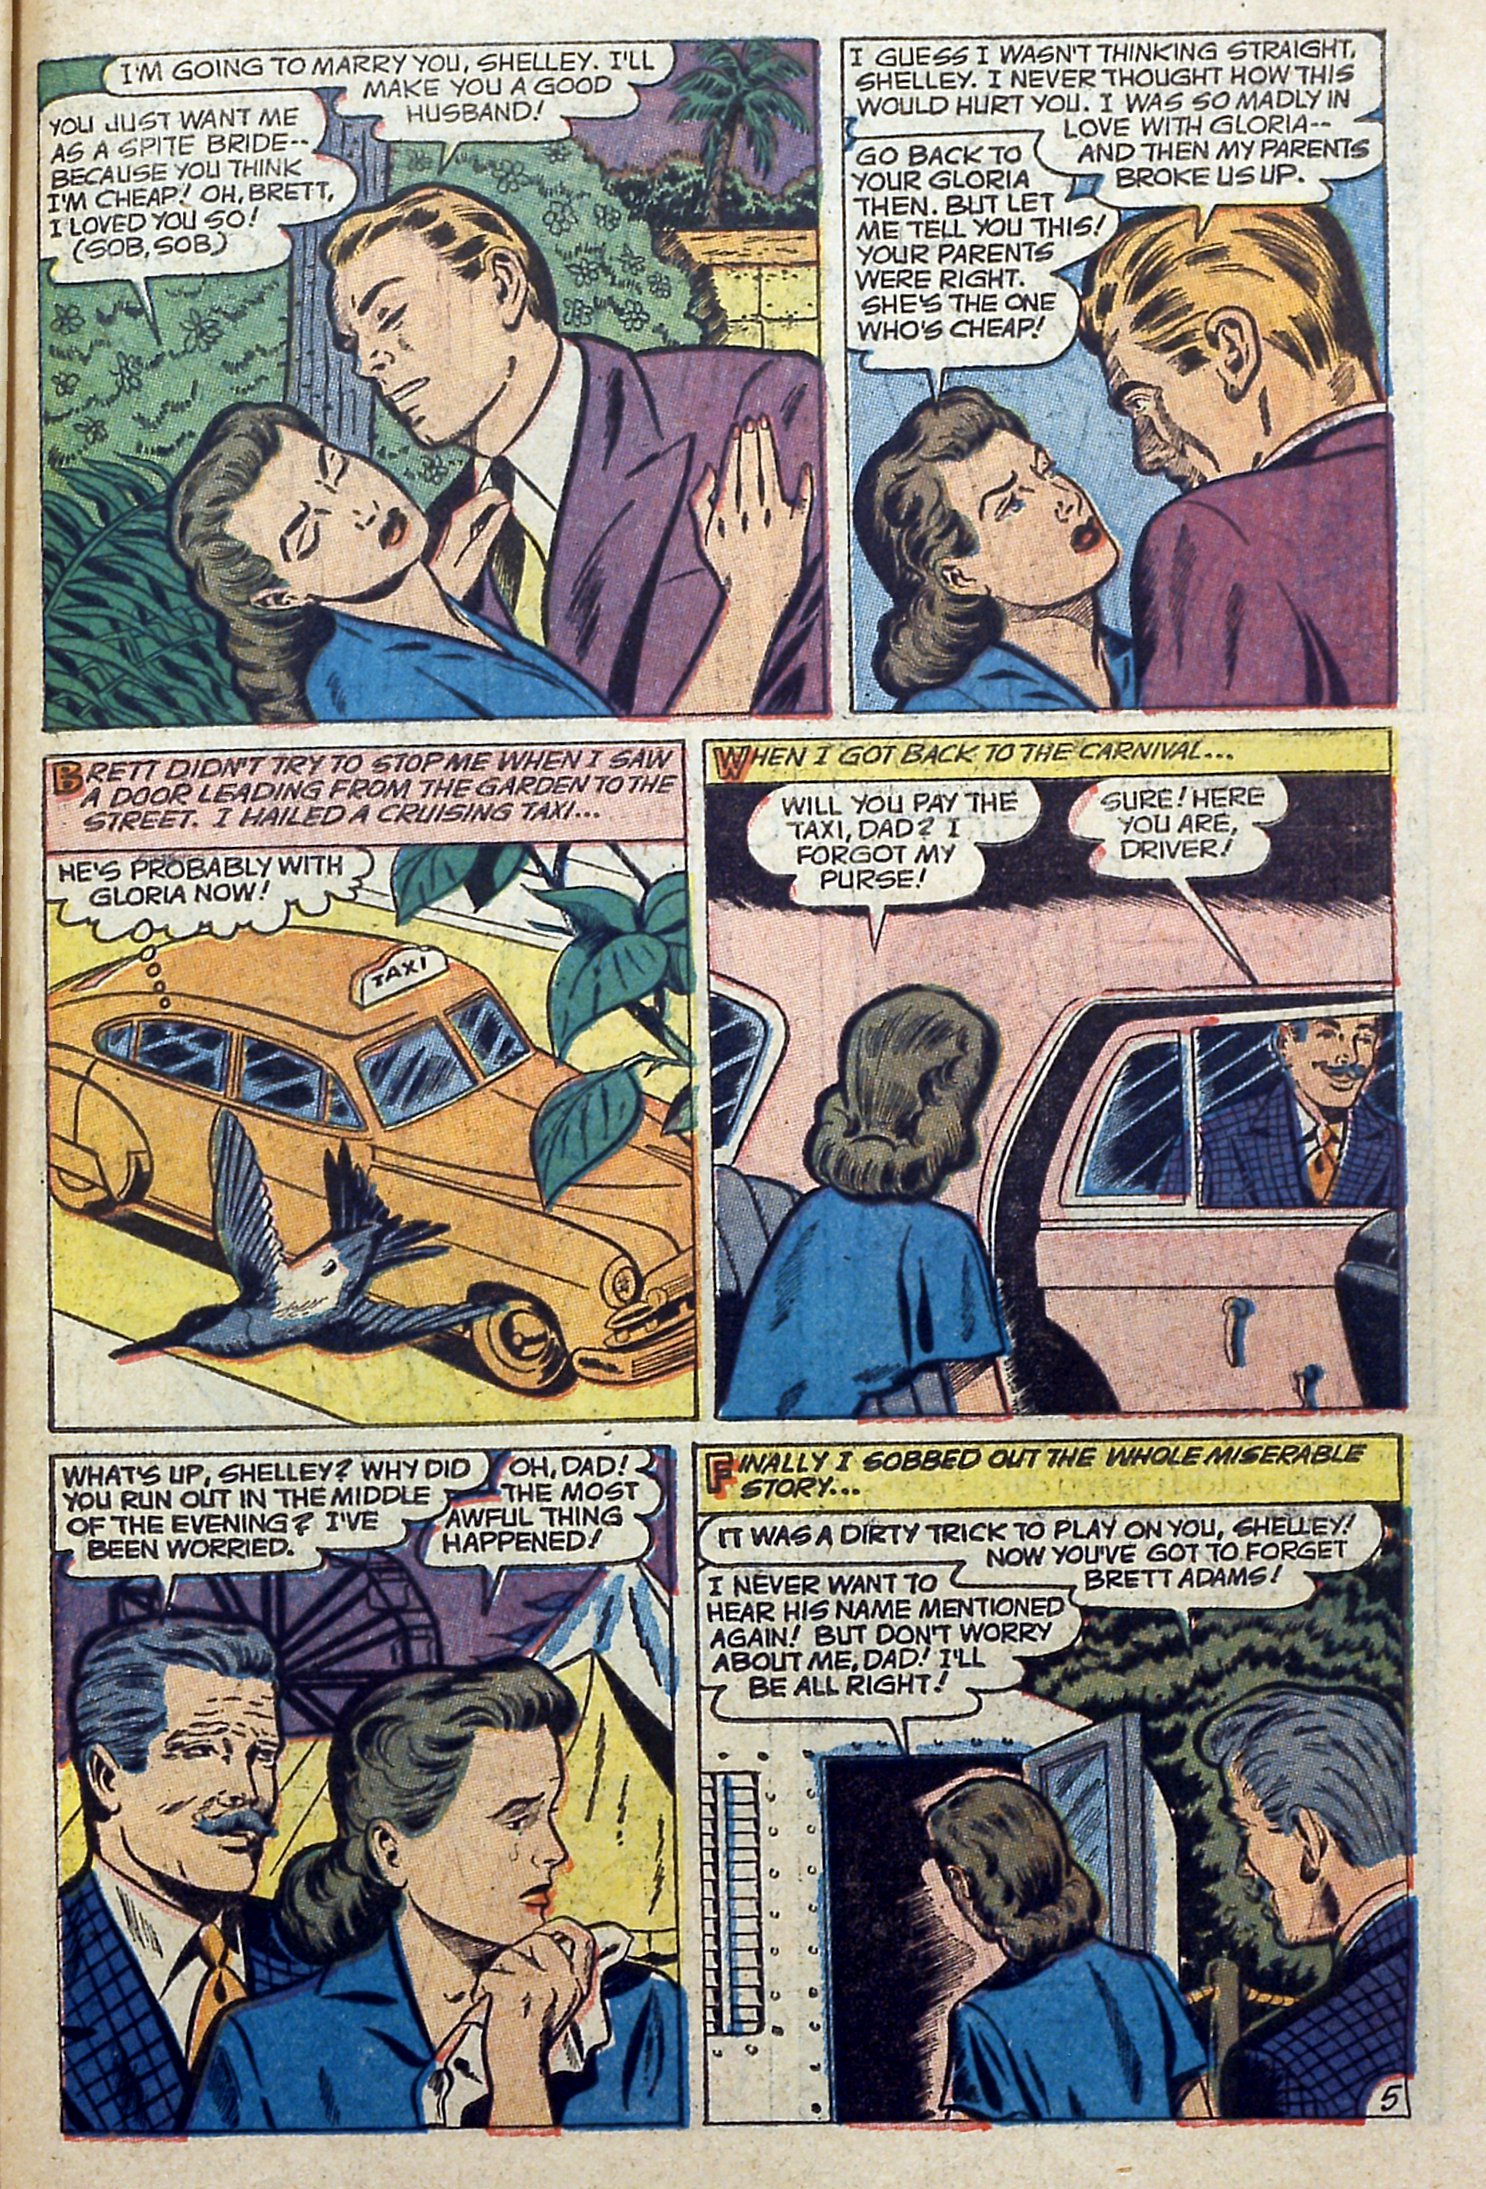 I'M GOING TO MARRY YOU, SHELLEY. I'LL
MAKE YOU A GOOD
HUSBAND!
YOU JUST WANT ME
AS A SPITE BRIDE--
BECAUSE YOU THINK
I'M CHEAP! OH, BRETT,
I LOVED YOU SO!
(SOB, SOB)
I GUESS I WASN'T THINKING STRAIGHT,
SHELLEY. I NEVER THOUGHT HOW THIS
WOULD HURT YOU. I WAS SO MADLY IN
LOVE WITH GLORIA--
AND THEN MY PARENTS
BROKE US UP.
GO BACK TO
YOUR GLORIA
THEN. BUT LET
ME TELL YOU THIS!
YOUR PARENTS
WERE RIGHT.
SHE'S THE ONE
WHO'S CHEAP!
BRETT DIDN'T TRY TO STOP ME WHEN I SAW
A DOOR LEADING FROM THE GARDEN TO THE
STREET. I HAILED A CRUISING TAXI...
HE'S PROBABLY WITH
GLORIA NOW!
TAXI
WHEN I GOT BACK TO THE CARNIVAL...
WILL YOU PAY THE
TAXI, DAD? I
FORGOT MY
PURSE!
SURE! HERE
YOU ARE,
DRIVER!
WHAT'S UP, SHELLEY? WHY DID
YOU RUN OUT IN THE MIDDLE
OF THE EVENING? I'VE
BEEN WORRIED.
OH, DAD!
THE MOST
AWFUL THING
HAPPENED!
FINALLY I SOBBED OUT THE WHOLE MISERABLE
STORY...
IT WAS A DIRTY TRICK TO PLAY ON YOU, SHELLEY!
NOW YOU'VE GOT TO FORGET
BRETT ADAMS!
I NEVER WANT TO
HEAR HIS NAME MENTIONED
AGAIN! BUT DON'T WORRY
ABOUT ME, DAD! I'LL
BE ALL RIGHT!
5